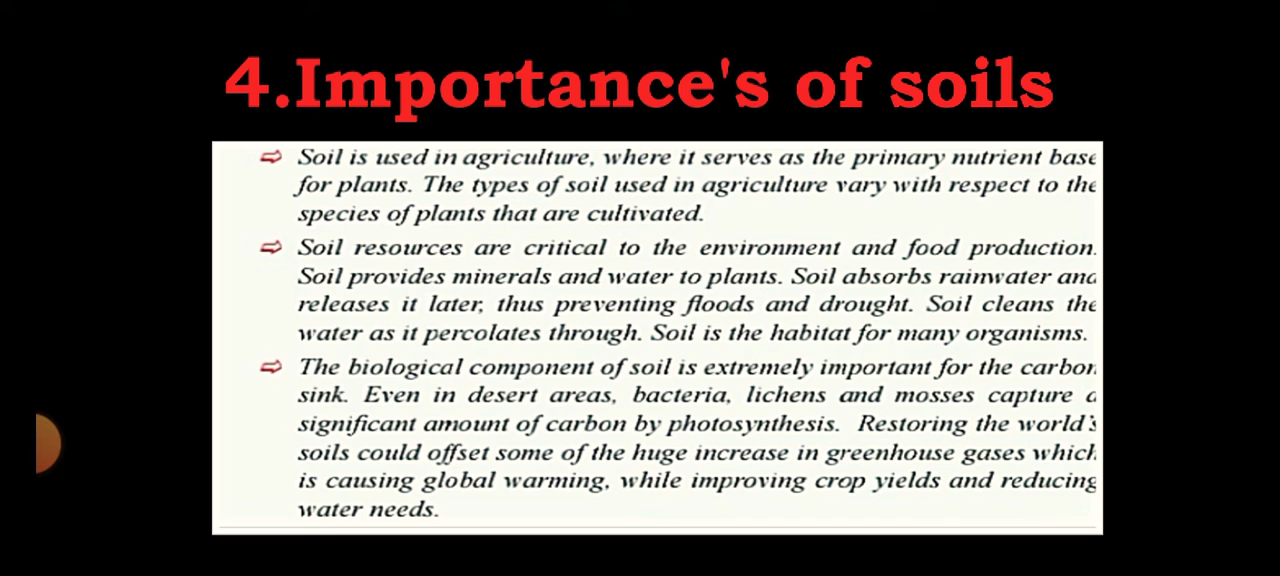 4.Importance's of soils
⇨ Soil is used in agriculture, where it serves as the primary nutrient base
for plants. The types of soil used in agriculture vary with respect to the
species of plants that are cultivated.
⇨ Soil resources are critical to the environment and food production.
Soil provides minerals and water to plants. Soil absorbs rainwater and
releases it later, thus preventing floods and drought. Soil cleans the
water as it percolates through. Soil is the habitat for many organisms.
⇨ The biological component of soil is extremely important for the carbon
sink. Even in desert areas, bacteria, lichens and mosses capture a
significant amount of carbon by photosynthesis. Restoring the world's
soils could offset some of the huge increase in greenhouse gases which
is causing global warming, while improving crop yields and reducing
water needs.